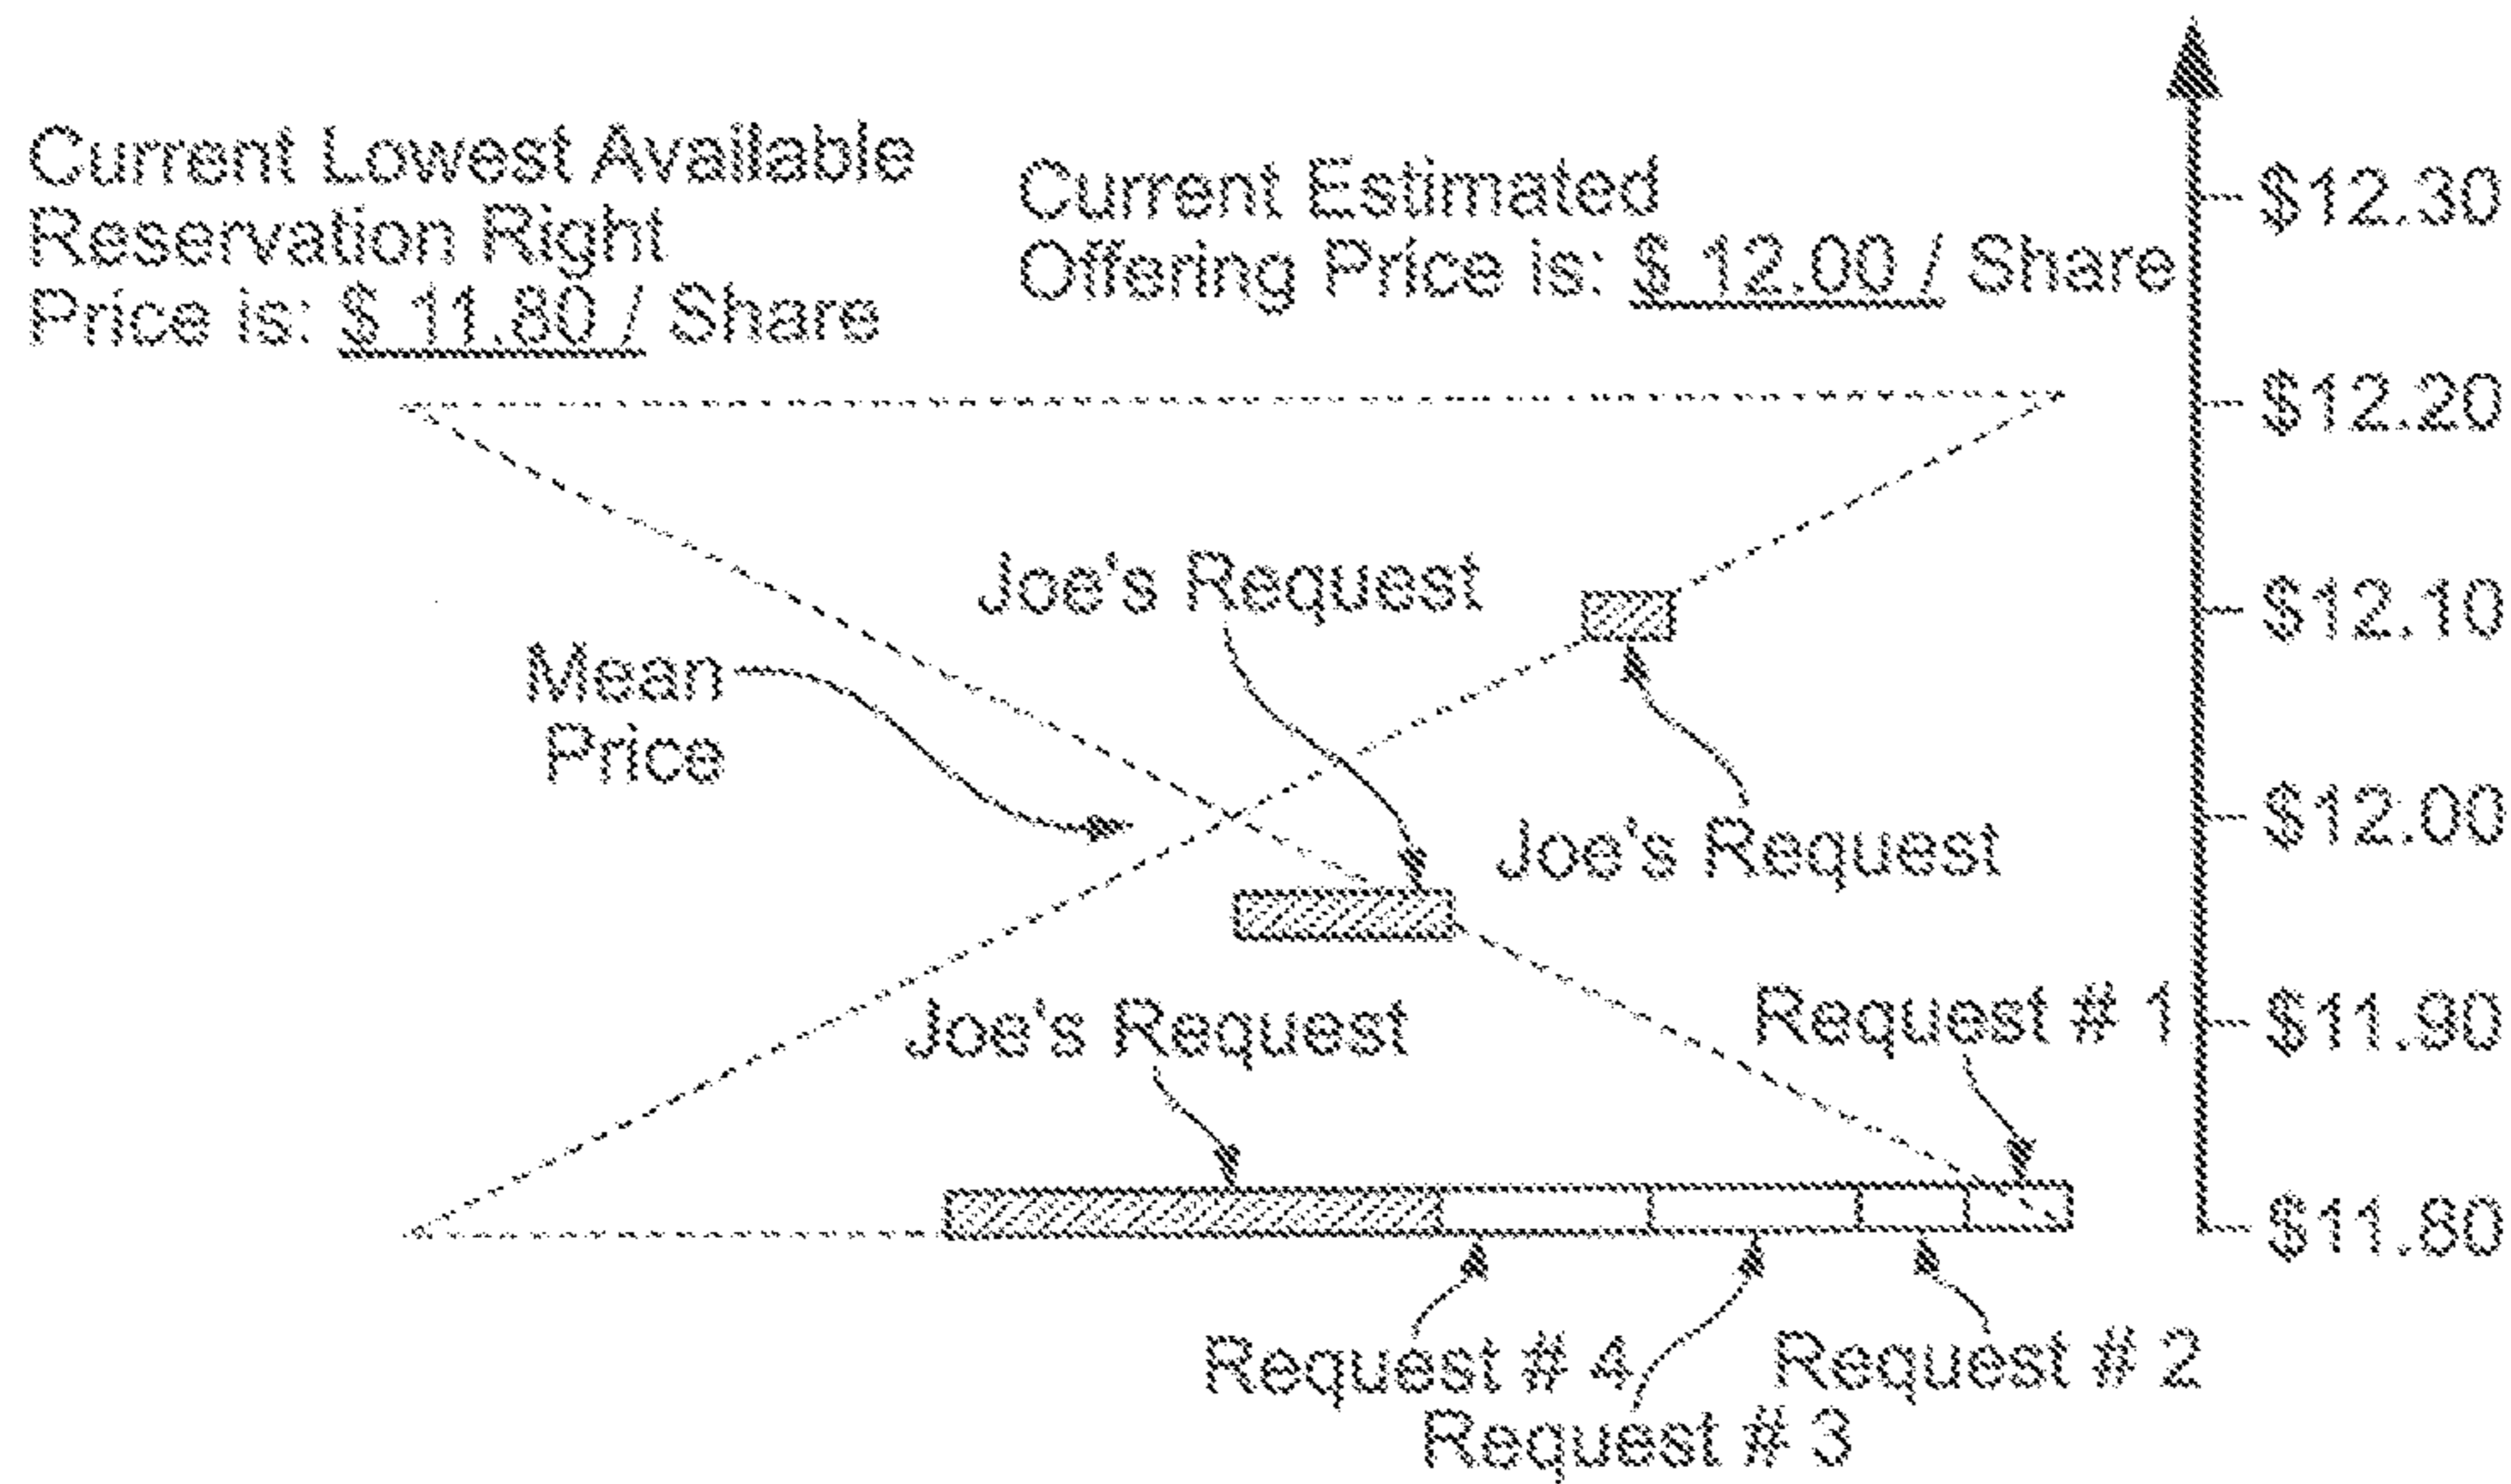 Current Lowest Available
Reservation Right
Price is: $ 11.80 / Share
Current Estimated
Offering Price is: $ 12.00 / Share
$12.30
$12.20
$12.10
$12.00
$11.90
$11.80
Joe's Request
Mean
Price
Joe's Request
Joe's Request
Request # 1
Request # 4
Request # 2
Request # 3